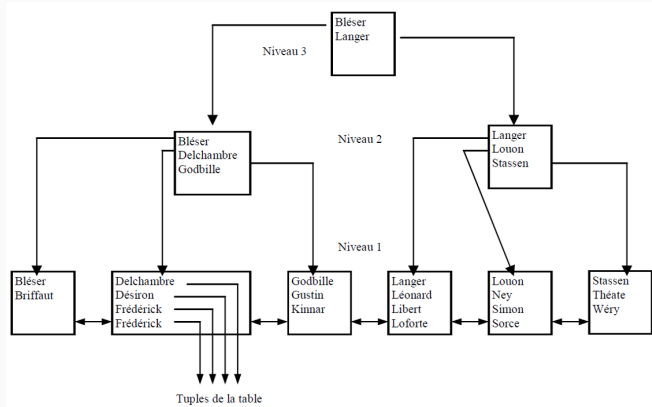 Bléser
Langer
Niveau 3
Niveau 2
Bléser
Delchambre
Godbille
Langer
Louon
Stassen
Niveau 1
Bléser
Briffaut
Delchambre
Désiron
Frédérick
Frédérick
Godbille
Gustin
Kinnar
Langer
Léonard
Libert
Loforte
Louon
Ney
Simon
Sorce
Stassen
Théate
Wéry
Tuples de la table